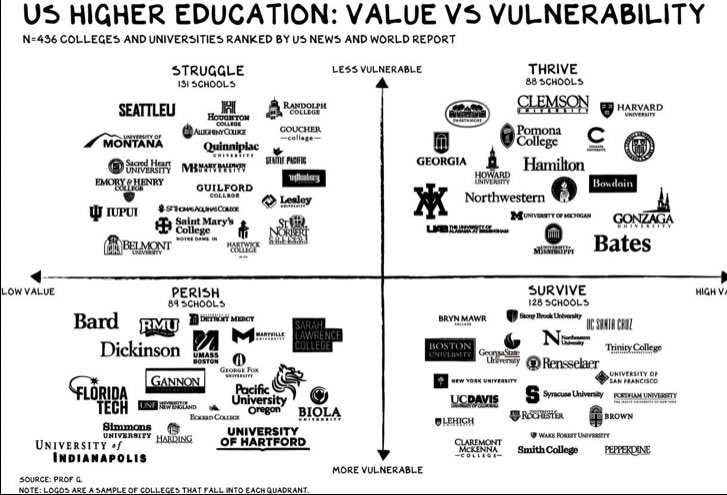 US HIGHER EDUCATION: VALUE VS VULNERABILITY
N=436 COLLEGES AND UNIVERSITIES RANKED BY US NEWS AND WORLD REPORT
STRUGGLE
131 SCHOOLS
LESS VULNERABLE
THRIVE
88 SCHOOLS
SEATTLEU
HOUGHTON
COLLEGE
RANDOLPH
COLLEGE
UNIVERSITY OF
MONTANA
ALLEGHENY COLLEGE
GOUCHER
college
Quinnipiac
UNIVERSITY
SEATTLE PACIFIC
Sacred Heart
UNIVERSITY
MB MARY BALDWIN
UNIVERSITY
EMORY & HENRY
COLLEGE
GUILFORD
COLLEGE
Lesley
UNIVERSITY
IUPUI
ST. THOMAS AQUINAS COLLEGE
Saint Mary's
College
NOTRE DAME IN
ST
NORBERT
COLLEGE
BELMONT
UNIVERSITY
HARTWICK
COLLEGE
SWARTHMORE
CLEMSON
UNIVERSITY
HARVARD
UNIVERSITY
Pomona
College
C
GEORGIA
HOWARD
UNIVERSITY
Hamilton
Bowdoin
Northwestern
M UNIVERSITY OF MICHIGAN
GONZAGA
UNIVERSITY
UAB THE UNIVERSITY OF
ALABAMA AT BIRMINGHAM
UNIVERSITY of
MISSISSIPPI
Bates
LOW VALUE
HIGH VA
PERISH
89 SCHOOLS
SURVIVE
128 SCHOOLS
Bard
RMU
UNIVERSITY OF
DETROIT MERCY
SARAH
LAWRENCE
COLLEGE
Dickinson
UMASS
BOSTON
MARYVILLE
UNIVERSITY
GEORGE FOX
UNIVERSITY
GANNON
UNIVERSITY
FLORIDA
TECH
Pacific
University
Oregon
UNE UNIVERSITY OF
NEW ENGLAND
ECKERD COLLEGE
BIOLA
UNIVERSITY
Simmons
UNIVERSITY
HARDING
UNIVERSITY
OF HARTFORD
UNIVERSITY of
INDIANAPOLIS
BRYN MAWR
COLLEGE
Stony Brook University
UC SANTA CRUZ
BOSTON
UNIVERSITY
N Northeastern
University
Trinity College
Georgia State
University
Rensselaer
NEW YORK UNIVERSITY
UNIVERSITY OF
SAN FRANCISCO
UCDAVIS
UNIVERSITY OF CALIFORNIA
S Syracuse University
FORDHAM UNIVERSITY
THE JESUIT UNIVERSITY OF NEW YORK
LEHIGH
UNIVERSITY
UNIVERSITY of
ROCHESTER
BROWN
WAKE FOREST UNIVERSITY
CLAREMONT
MCKENNA
COLLEGE
Smith College
PEPPERDINE
MORE VULNERABLE
SOURCE: PROF G.
NOTE: LOGOS ARE A SAMPLE OF COLLEGES THAT FALL INTO EACH QUADRANT.